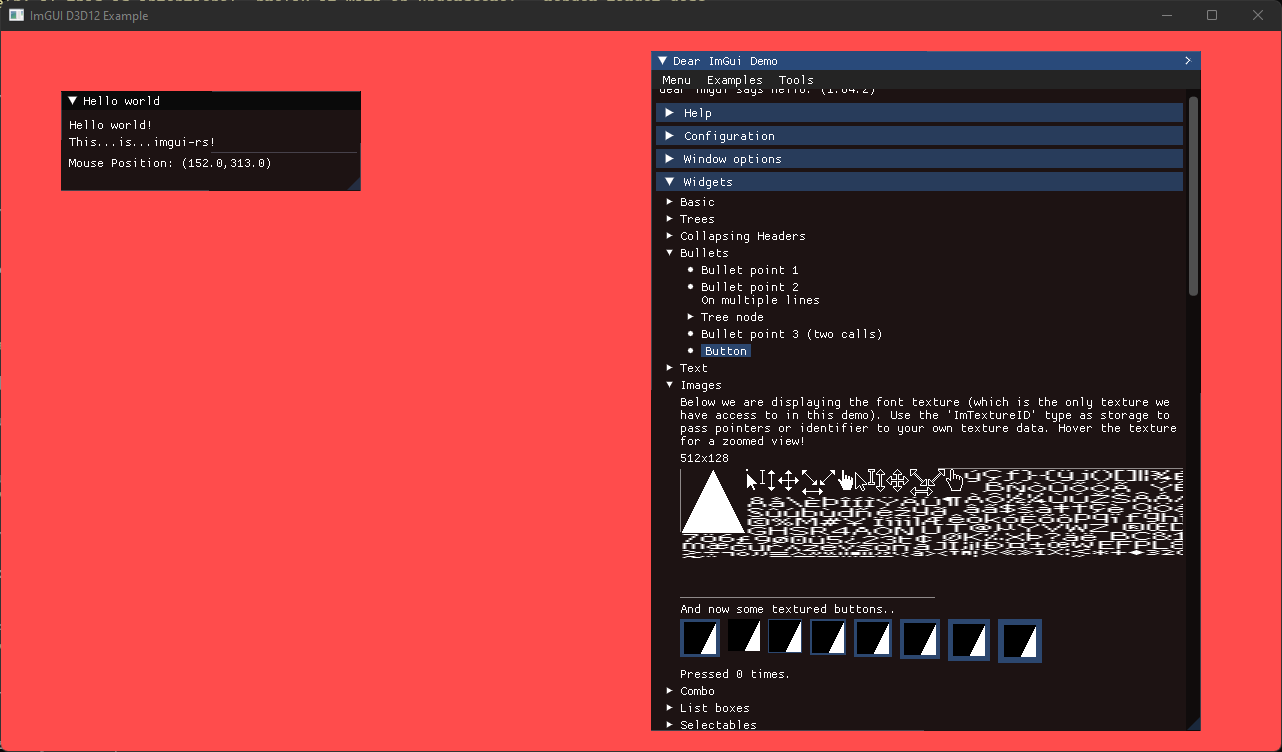 ImGUI D3D12 Example
Hello world
Hello world!
This...is...imgui-rs!
Mouse Position: (152.0,313.0)
Dear ImGui Demo
Menu Examples Tools
dear imgui says hello. (1.84.2)
Help
Configuration
Window options
Widgets
Basic
Trees
Collapsing Headers
Bullets
Bullet point 1
Bullet point 2
On multiple lines
Tree node
Bullet point 3 (two calls)
Button
Text
Images
Below we are displaying the font texture (which is the only texture we
have access to in this demo). Use the 'ImTextureID' type as storage to
pass pointers or identifier to your own texture data. Hover the texture
for a zoomed view!
512x128
And now some textured buttons..
Pressed 0 times.
Combo
List boxes
Selectables